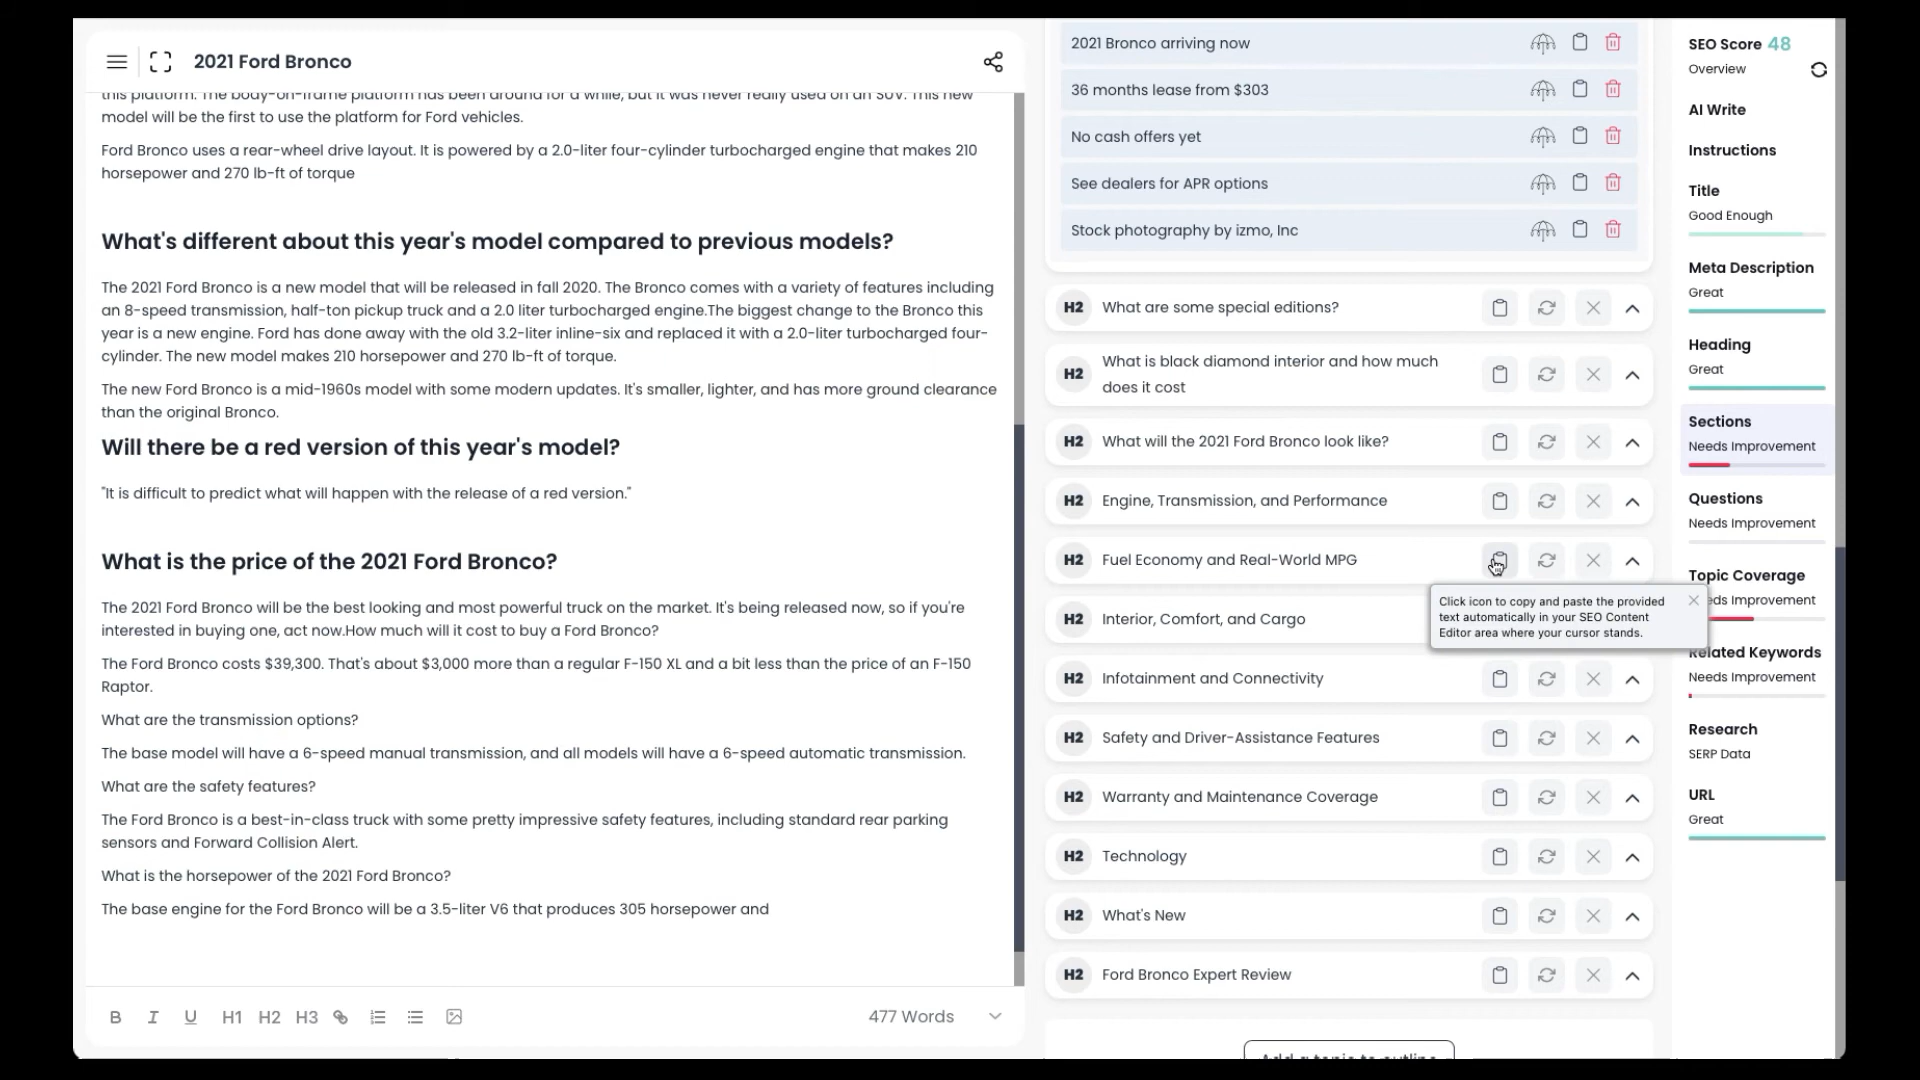 2021 Ford Bronco
this platform. The body-on-frame platform has been around for a while, but it was never really used on an SUV. This new
model will be the first to use the platform for Ford vehicles.
Ford Bronco uses a rear-wheel drive layout. It is powered by a 2.0-liter four-cylinder turbocharged engine that makes 210
horsepower and 270 lb-ft of torque
What's different about this year's model compared to previous models?
The 2021 Ford Bronco is a new model that will be released in fall 2020. The Bronco comes with a variety of features including
an 8-speed transmission, half-ton pickup truck and a 2.0 liter turbocharged engine.The biggest change to the Bronco this
year is a new engine. Ford has done away with the old 3.2-liter inline-six and replaced it with a 2.0-liter turbocharged four-
cylinder. The new model makes 210 horsepower and 270 lb-ft of torque.
The new Ford Bronco is a mid-1960s model with some modern updates. It's smaller, lighter, and has more ground clearance
than the original Bronco.
Will there be a red version of this year's model?
"It is difficult to predict what will happen with the release of a red version."
What is the price of the 2021 Ford Bronco?
The 2021 Ford Bronco will be the best looking and most powerful truck on the market. It's being released now, so if you're
interested in buying one, act now.How much will it cost to buy a Ford Bronco?
The Ford Bronco costs $39,300. That's about $3,000 more than a regular F-150 XL and a bit less than the price of an F-150
Raptor.
What are the transmission options?
The base model will have a 6-speed manual transmission, and all models will have a 6-speed automatic transmission.
What are the safety features?
The Ford Bronco is a best-in-class truck with some pretty impressive safety features, including standard rear parking
sensors and Forward Collision Alert.
What is the horsepower of the 2021 Ford Bronco?
The base engine for the Ford Bronco will be a 3.5-liter V6 that produces 305 horsepower and
B I U H1 H2 H3
477 Words
2021 Bronco arriving now
36 months lease from $303
No cash offers yet
See dealers for APR options
Stock photography by izmo, Inc
H2 What are some special editions?
H2 What is black diamond interior and how much
does it cost
H2 What will the 2021 Ford Bronco look like?
H2 Engine, Transmission, and Performance
H2 Fuel Economy and Real-World MPG
Click icon to copy and paste the provided
text automatically in your SEO Content
Editor area where your cursor stands.
H2 Interior, Comfort, and Cargo
H2 Infotainment and Connectivity
H2 Safety and Driver-Assistance Features
H2 Warranty and Maintenance Coverage
H2 Technology
H2 What's New
H2 Ford Bronco Expert Review
Add a topic to outline
SEO Score 48
Overview
AI Write
Instructions
Title
Good Enough
Meta Description
Great
Heading
Great
Sections
Needs Improvement
Questions
Needs Improvement
Topic Coverage
eds Improvement
Related Keywords
Needs Improvement
Research
SERP Data
URL
Great